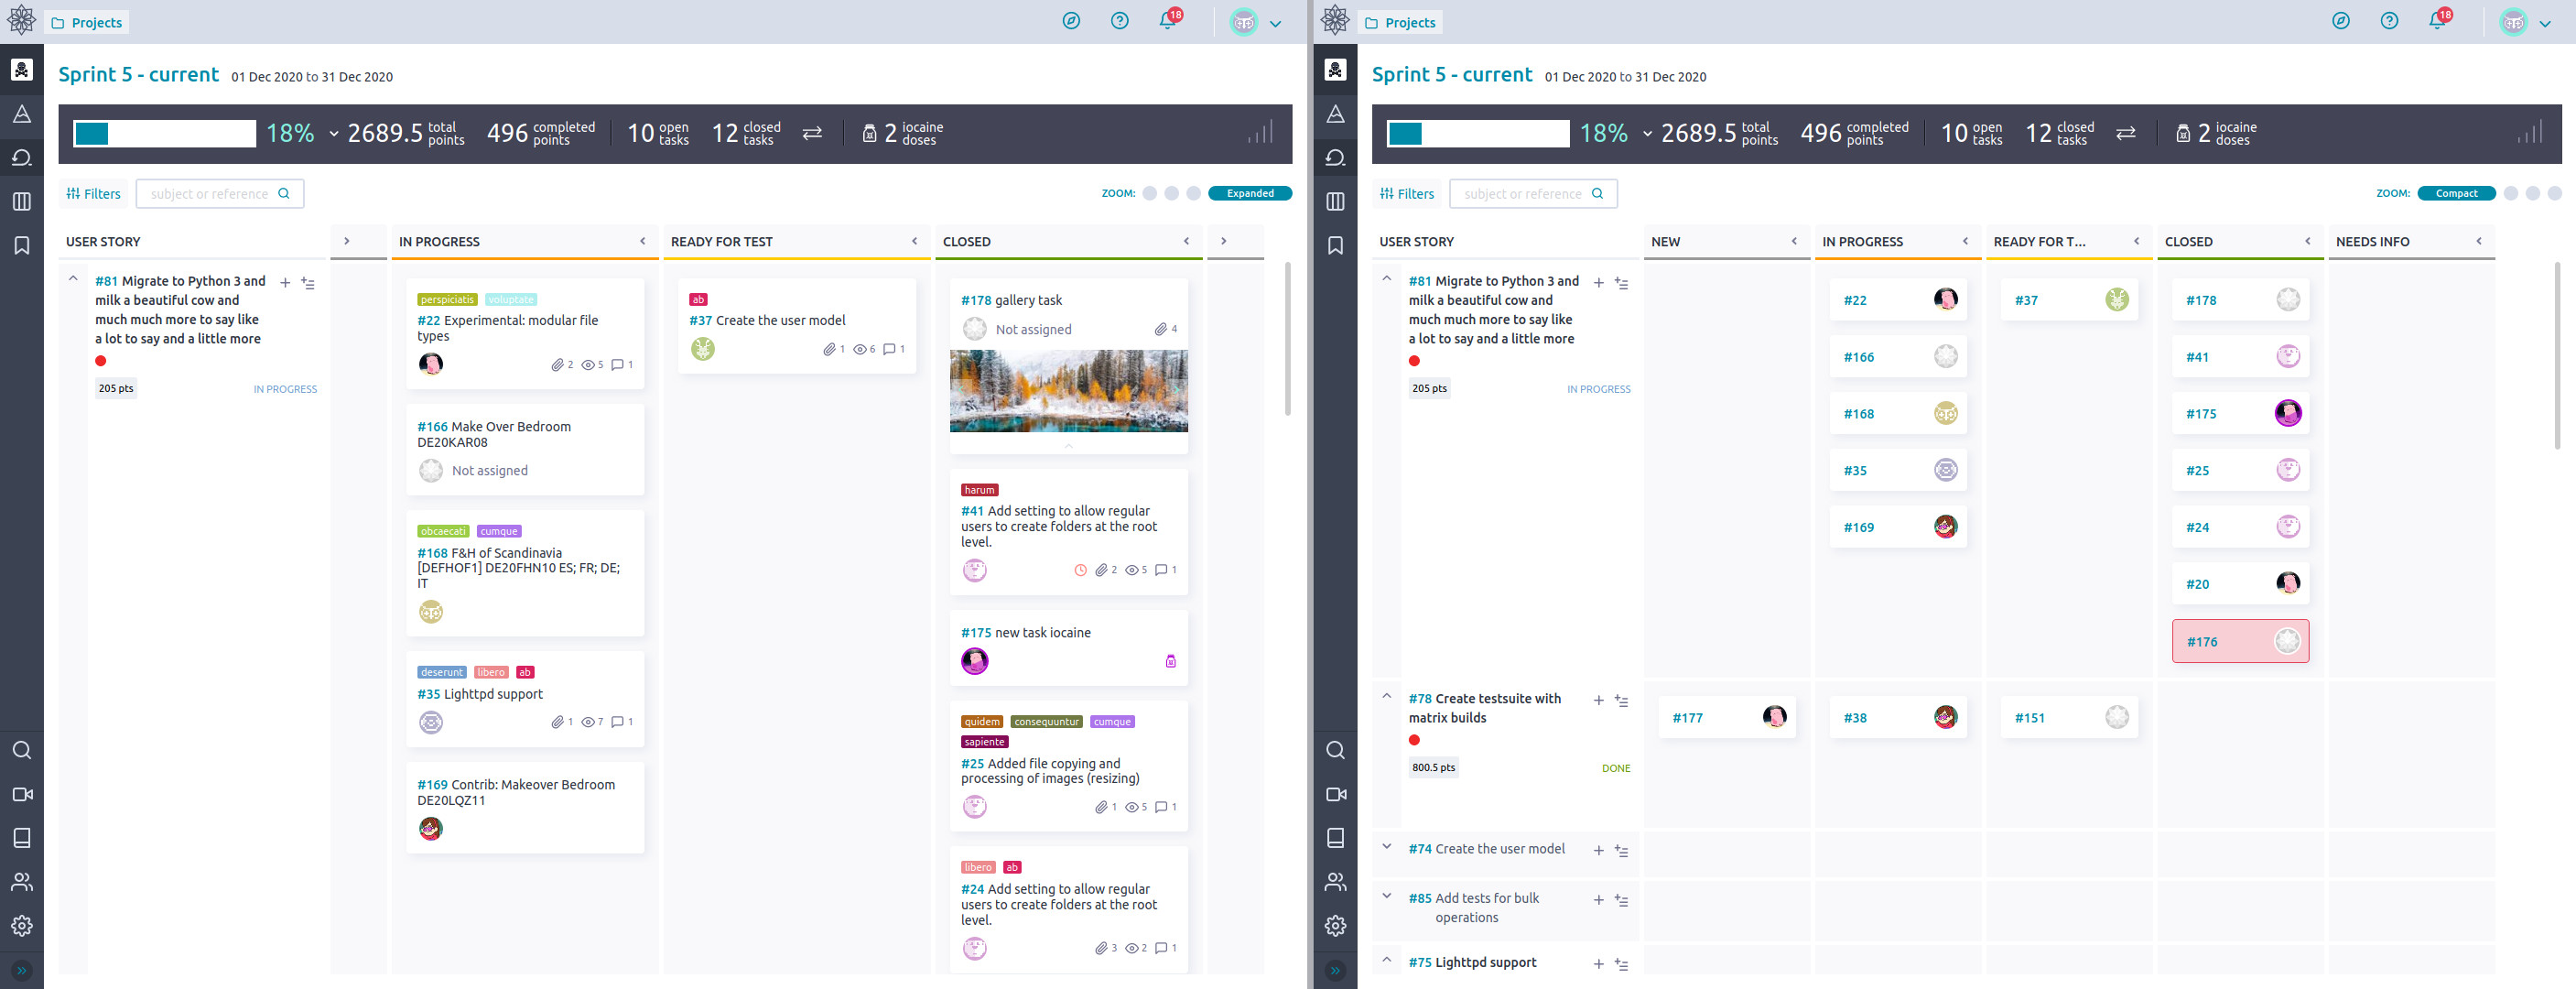 Projects
18
Sprint 5 - current 01 Dec 2020 to 31 Dec 2020
18% 2689.5 total points 496 completed points 10 open tasks 12 closed tasks 2 iocaine doses
Filters
subject or reference
ZOOM: Expanded
USER STORY
IN PROGRESS
READY FOR TEST
CLOSED
#81 Migrate to Python 3 and
milk a beautiful cow and
much much more to say like
a lot to say and a little more
205 pts
IN PROGRESS
perspiciatis voluptate
#22 Experimental: modular file
types
2 5 1
#166 Make Over Bedroom
DE20KAR08
Not assigned
obcaecati cumque
#168 F&H of Scandinavia
[DEFHOF1] DE20FHN10 ES; FR; DE;
IT
deserunt libero ab
#35 Lighttpd support
1 7 1
#169 Contrib: Makeover Bedroom
DE20LQZ11
ab
#37 Create the user model
1 6 1
#178 gallery task
Not assigned
4
harum
#41 Add setting to allow regular
users to create folders at the root
level.
2 5 1
#175 new task iocaine
quidem consequuntur cumque
sapiente
#25 Added file copying and
processing of images (resizing)
1 5 1
libero ab
#24 Add setting to allow regular
users to create folders at the root
level.
3 2 1
Projects
18
Sprint 5 - current 01 Dec 2020 to 31 Dec 2020
18% 2689.5 total points 496 completed points 10 open tasks 12 closed tasks 2 iocaine doses
Filters
subject or reference
ZOOM: Compact
USER STORY
NEW
IN PROGRESS
READY FOR T...
CLOSED
NEEDS INFO
#81 Migrate to Python 3 and
milk a beautiful cow and
much much more to say like
a lot to say and a little more
205 pts
IN PROGRESS
#22
#166
#168
#35
#169
#37
#178
#41
#175
#25
#24
#20
#176
#78 Create testsuite with
matrix builds
800.5 pts
DONE
#177
#38
#151
#74 Create the user model
#85 Add tests for bulk
operations
#75 Lighttpd support